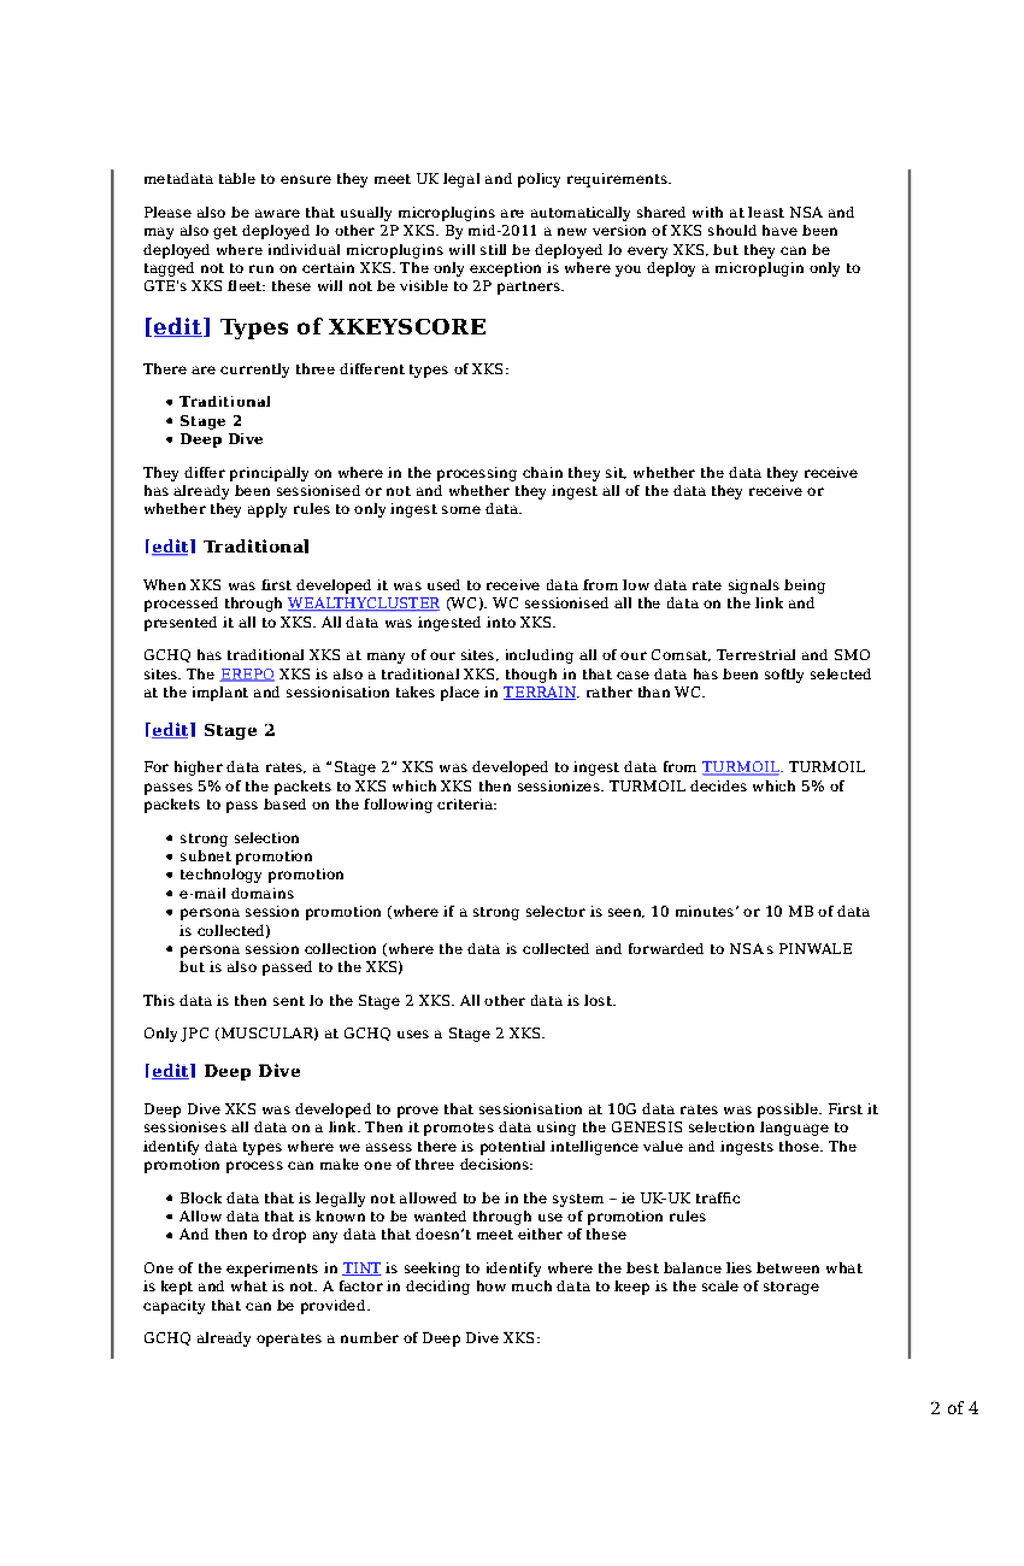 metadata table to ensure they meet UK legal and policy requirements.
Please also be aware that usually microplugins are automatically shared with at least NSA and
may also get deployed lo other 2P XKS. By mid-2011 a new version of XKS should have been
deployed where individual microplugins will still be deployed lo every XKS, but they can be
tagged not to run on certain XKS. The only exception is where you deploy a microplugin only to
GTE's XKS fleet: these will not be visible to 2P partners.
[edit] Types of XKEYSCORE
There are currently three different types of XKS:
• Traditional
• Stage 2
• Deep Dive
They differ principally on where in the processing chain they sit, whether the data they receive
has already been sessionised or not and whether they ingest all of the data they receive or
whether they apply rules to only ingest some data.
[edit] Traditional
When XKS was first developed it was used to receive data from low data rate signals being
processed through WEALTHYCLUSTER (WC). WC sessionised all the data on the link and
presented it all to XKS. All data was ingested into XKS.
GCHQ has traditional XKS at many of our sites, including all of our Comsat, Terrestrial and SMO
sites. The EREPO XKS is also a traditional XKS, though in that case data has been softly selected
at the implant and sessionisation takes place in TERRAIN, rather than WC.
[edit] Stage 2
For higher data rates, a “Stage 2” XKS was developed to ingest data from TURMOIL. TURMOIL
passes 5% of the packets to XKS which XKS then sessionizes. TURMOIL decides which 5% of
packets to pass based on the following criteria:
• strong selection
• subnet promotion
• technology promotion
• e-mail domains
• persona session promotion (where if a strong selector is seen, 10 minutes’ or 10 MB of data
is collected)
• persona session collection (where the data is collected and forwarded to NSAs PINWALE
but is also passed to the XKS)
This data is then sent lo the Stage 2 XKS. All other data is lost.
Only JPC (MUSCULAR) at GCHQ uses a Stage 2 XKS.
[edit] Deep Dive
Deep Dive XKS was developed to prove that sessionisation at 10G data rates was possible. First it
sessionises all data on a link. Then it promotes data using the GENESIS selection language to
identify data types where we assess there is potential intelligence value and ingests those. The
promotion process can make one of three decisions:
• Block data that is legally not allowed to be in the system – ie UK-UK traffic
• Allow data that is known to be wanted through use of promotion rules
• And then to drop any data that doesn’t meet either of these
One of the experiments in TINT is seeking to identify where the best balance lies between what
is kept and what is not. A factor in deciding how much data to keep is the scale of storage
capacity that can be provided.
GCHQ already operates a number of Deep Dive XKS:
2 of 4